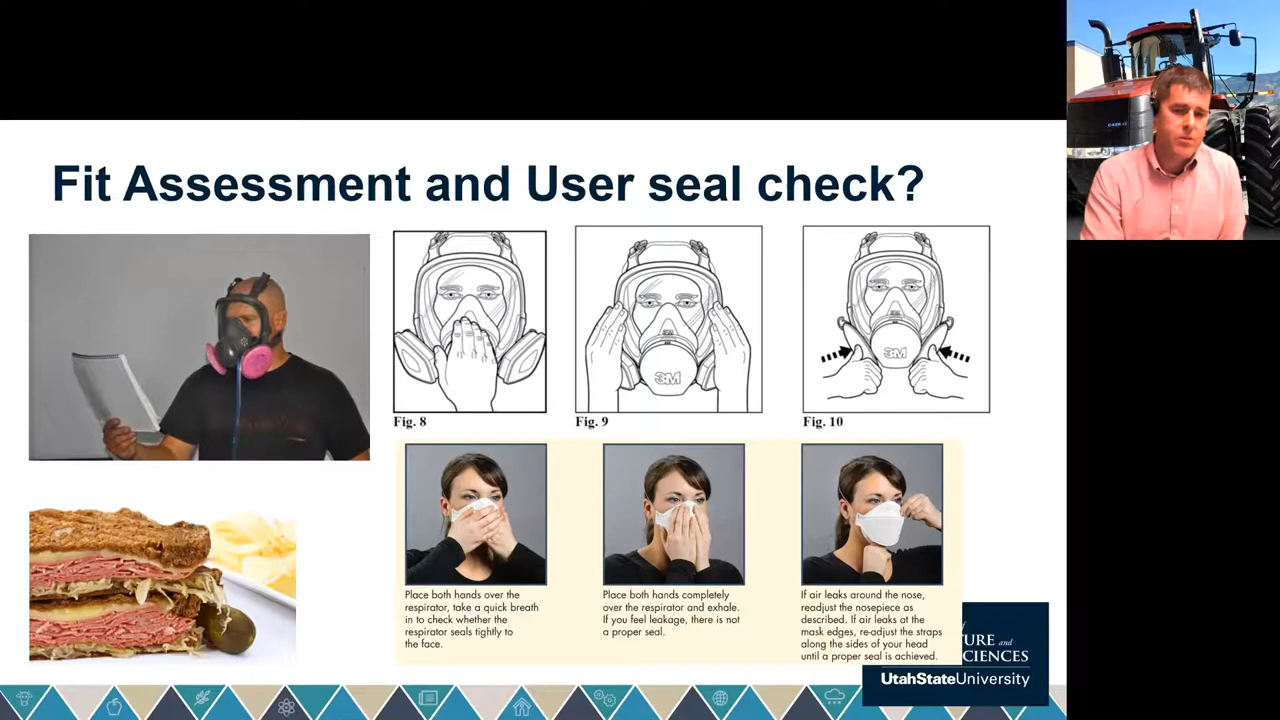 Fit Assessment and User seal check?
3M
3M
Fig. 8
Fig. 9
Fig. 10
Place both hands over the
respirator, take a quick breath
in to check whether the
respirator seals tightly to
the face.
Place both hands completely
over the respirator and exhale.
If you feel leakage, there is not
a proper seal.
If air leaks around the nose,
readjust the nosepiece as
described. If air leaks at the
mask edges, re-adjust the straps
along the sides of your head
until a proper seal is achieved.
of
TURE and
SCIENCES
UtahStateUniversity